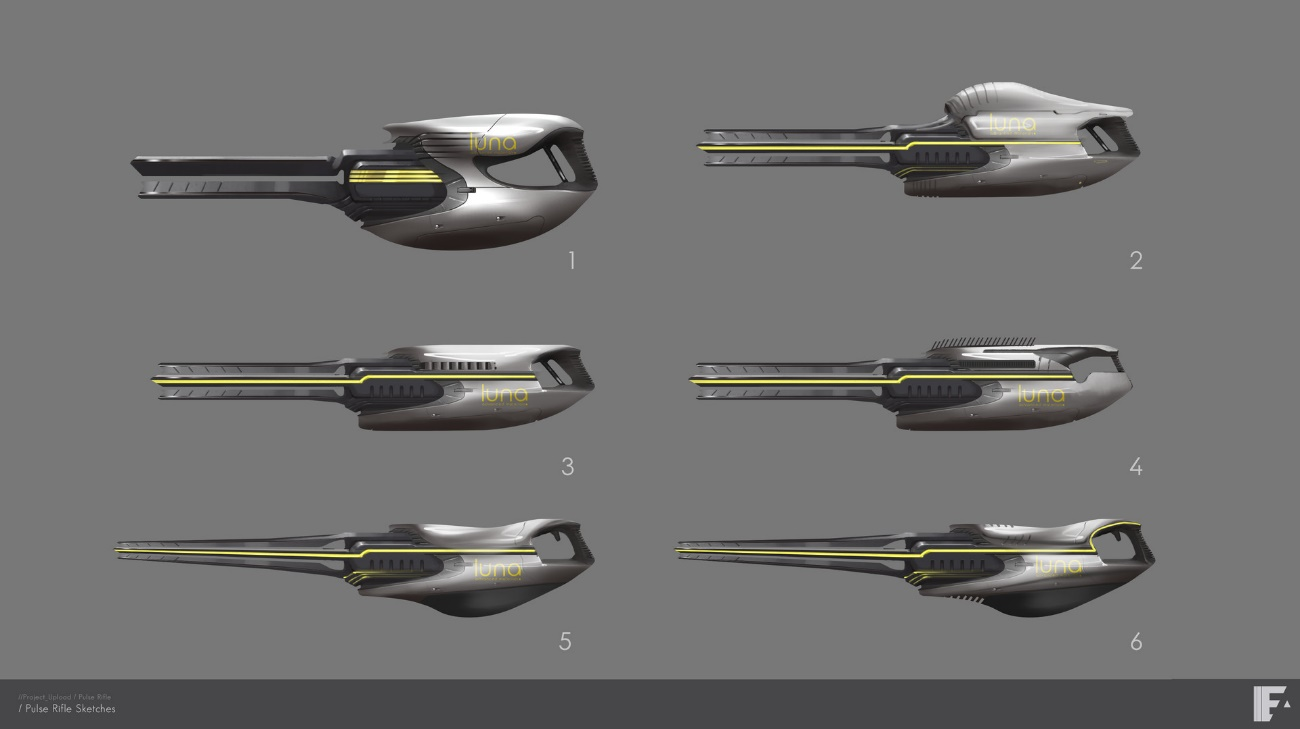 luna
1
luna
2
luna
3
luna
4
luna
5
luna
6
//Project_Upload / Pulse Rifle
/ Pulse Rifle Sketches